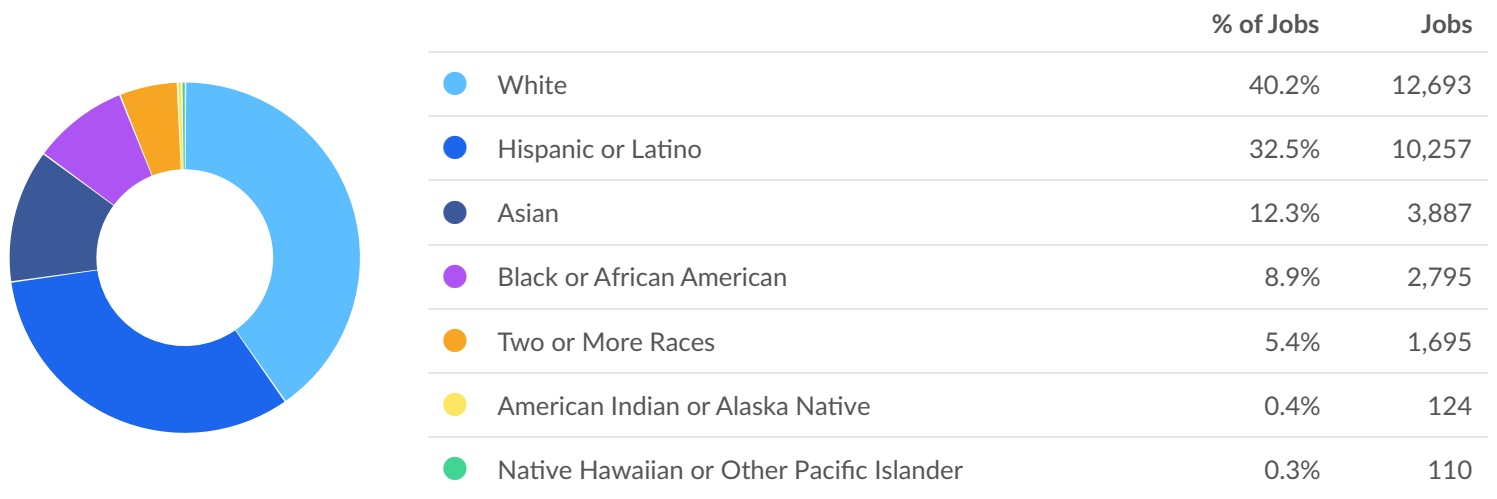 % of Jobs Jobs
White 40.2% 12,693
Hispanic or Latino 32.5% 10,257
Asian 12.3% 3,887
Black or African American 8.9% 2,795
Two or More Races 5.4% 1,695
American Indian or Alaska Native 0.4% 124
Native Hawaiian or Other Pacific Islander 0.3% 110